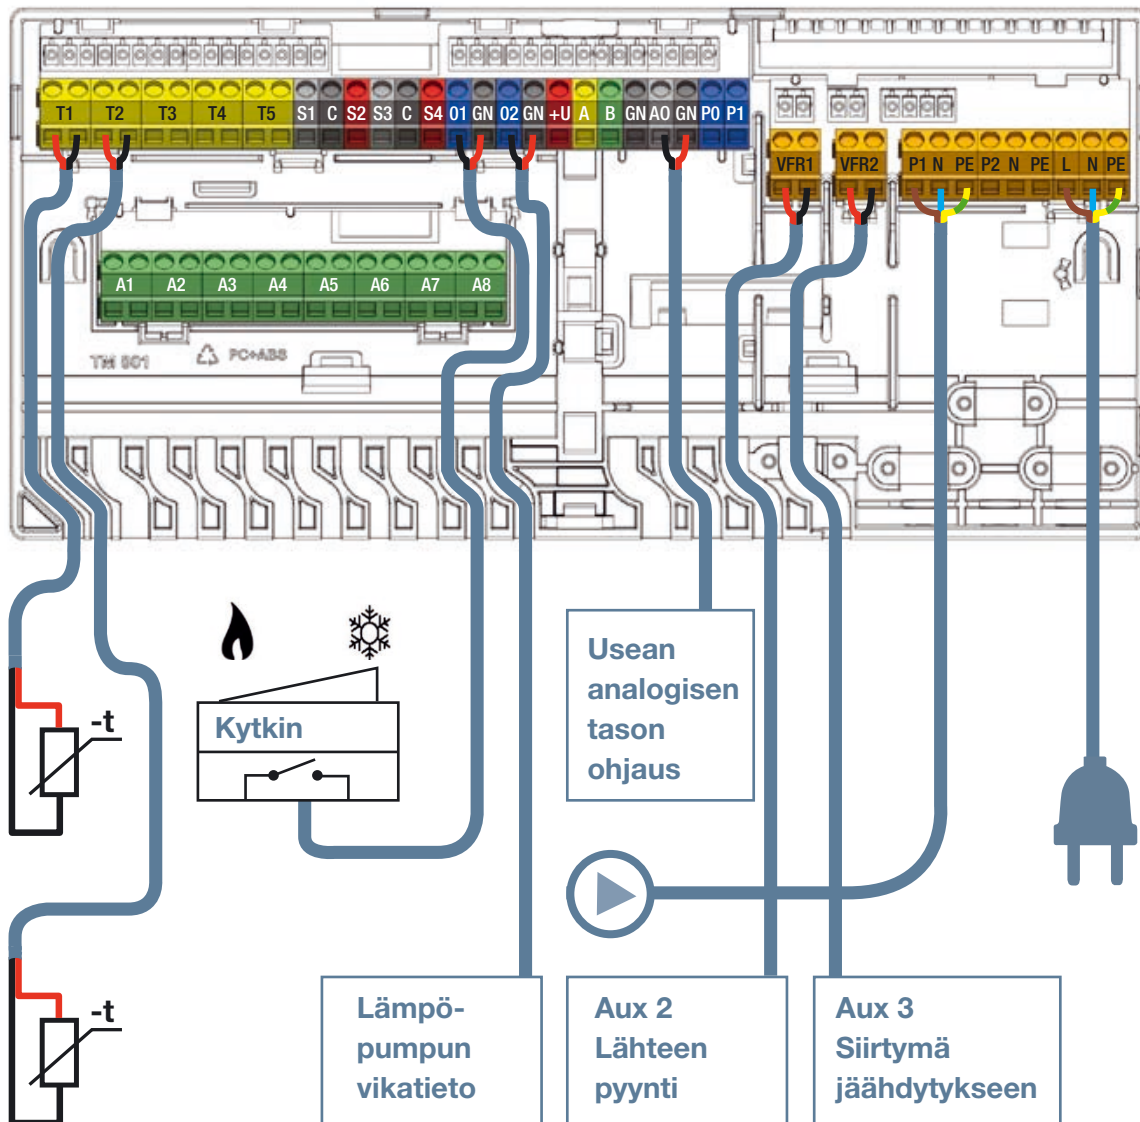 T1 T2 T3 T4 T5 S1 C S2 S3 C S4 01 GN 02 GN +U A B GN AO GN P0 P1
VFR1 VFR2 P1 N PE P2 N PE L N PE
A1 A2 A3 A4 A5 A6 A7 A8
TM 801 PC+ABS
Usean
analogisen
tason
ohjaus
Kytkin
-t
-t
Lämpö-
pumpun
vikatieto
Aux 2
Lähteen
pyynti
Aux 3
Siirtymä
jäähdytykseen